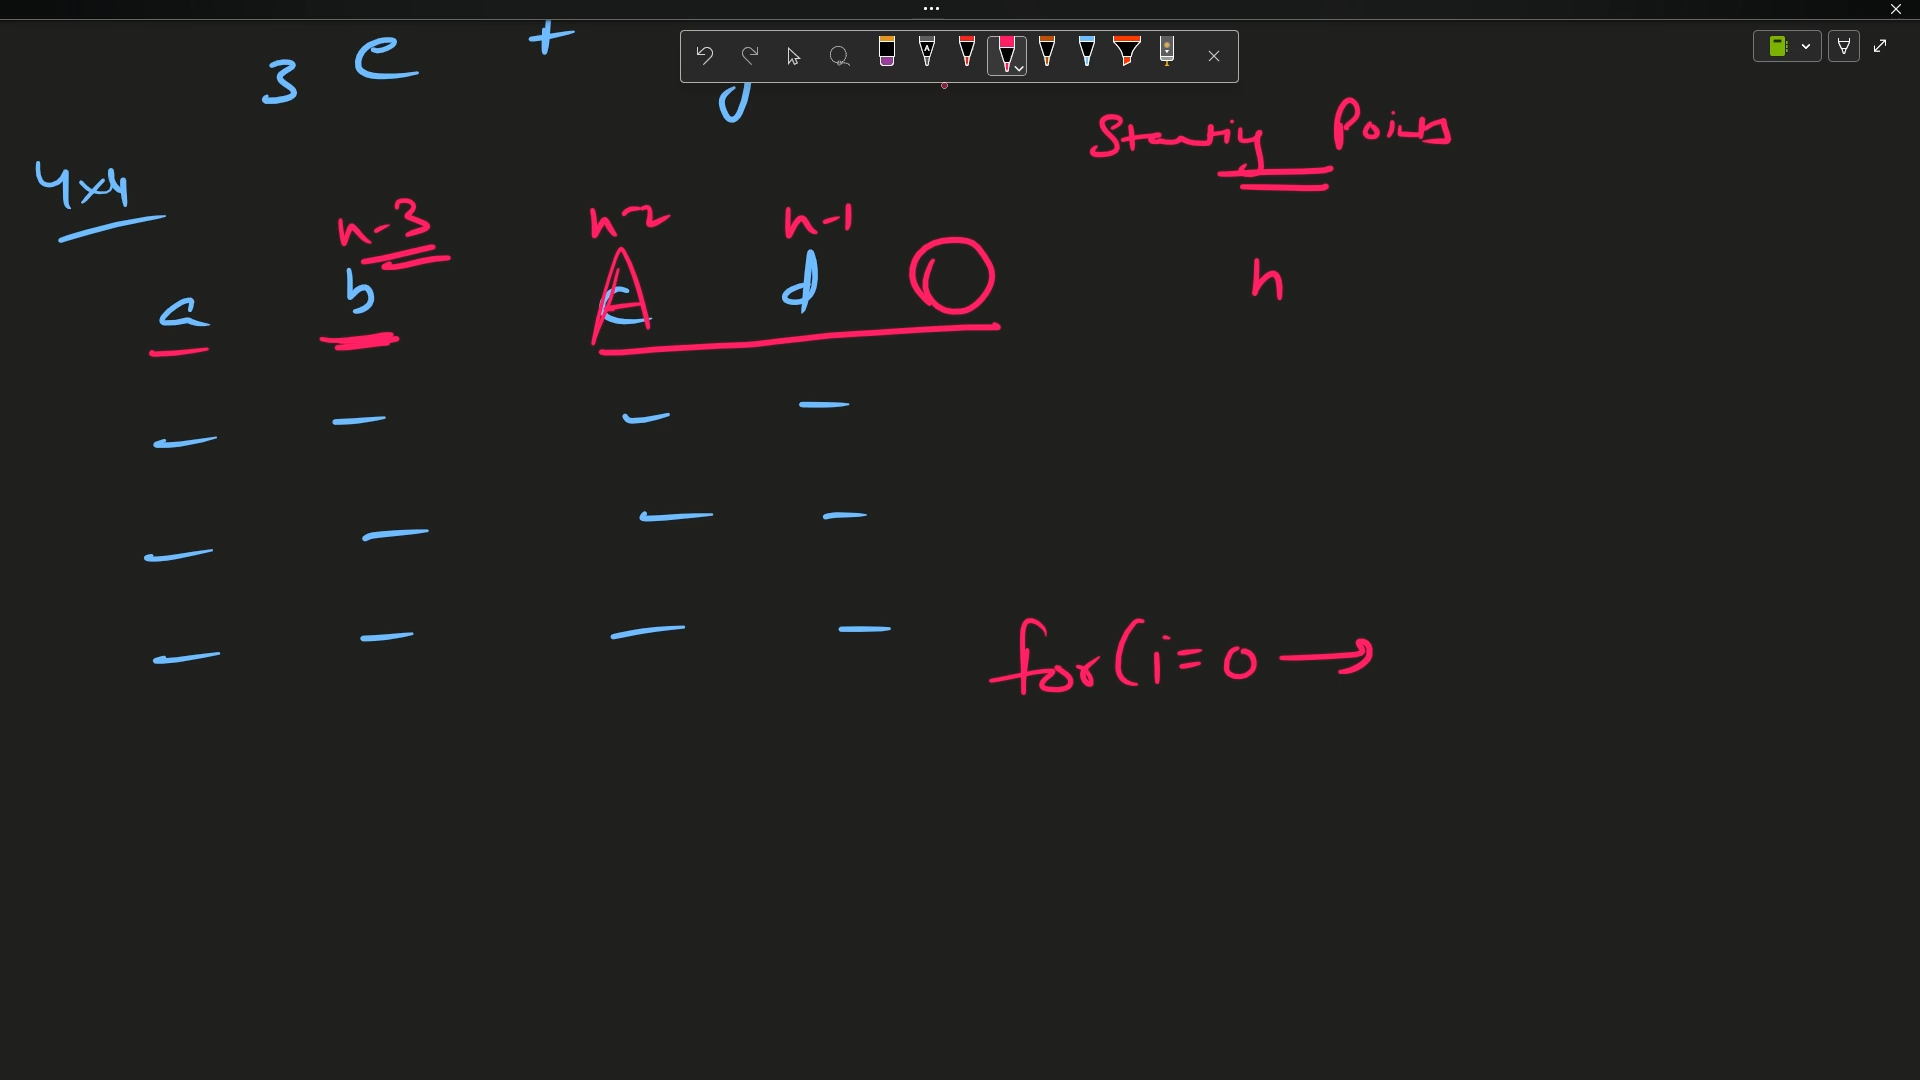 3 e +
Starting Points
4x4
n-3 n-2 n-1
n
a b c d
A
for(i=0 →